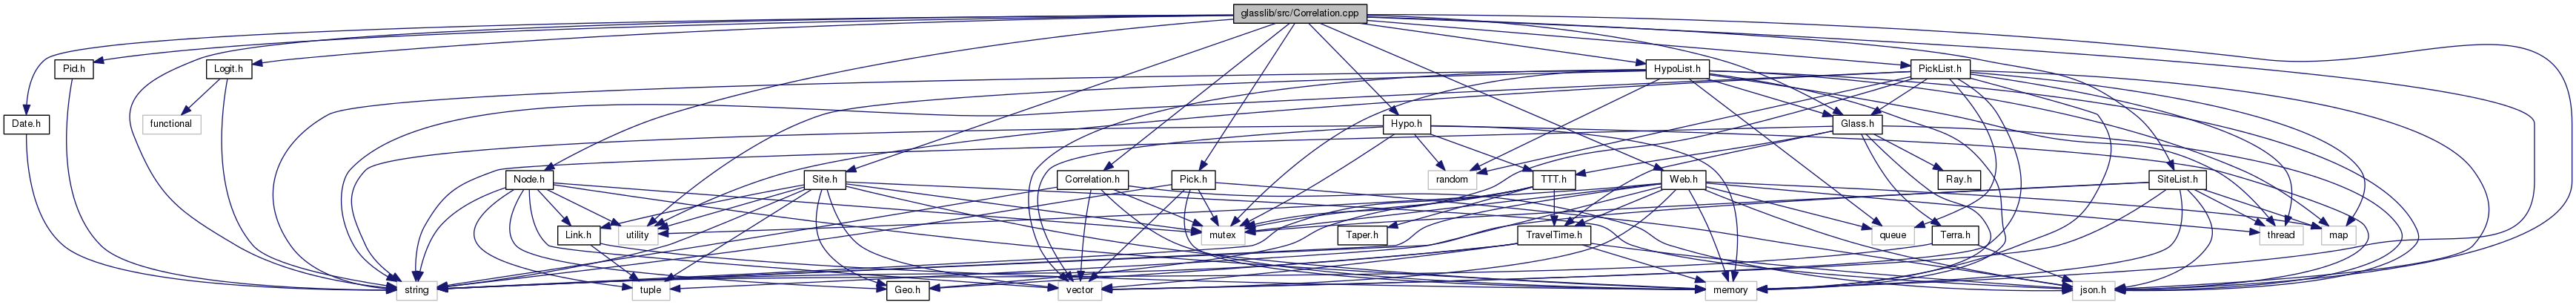 glasslib/src/Correlation.cpp
Pid.h
Logit.h
HypoList.h
PickList.h
Date.h
functional
Hypo.h
Glass.h
Node.h
Site.h
Correlation.h
Pick.h
random
TTT.h
Web.h
Ray.h
SiteList.h
Link.h
utility
mutex
Taper.h
TravelTime.h
queue
Terra.h
thread
map
string
tuple
Geo.h
vector
memory
json.h